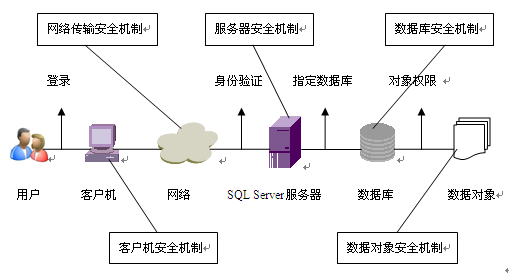 网络传输安全机制
服务器安全机制
数据库安全机制
登录
身份验证
指定数据库
对象权限
用户
客户机
网络
SQL Server服务器
数据库
数据对象
客户机安全机制
数据对象安全机制